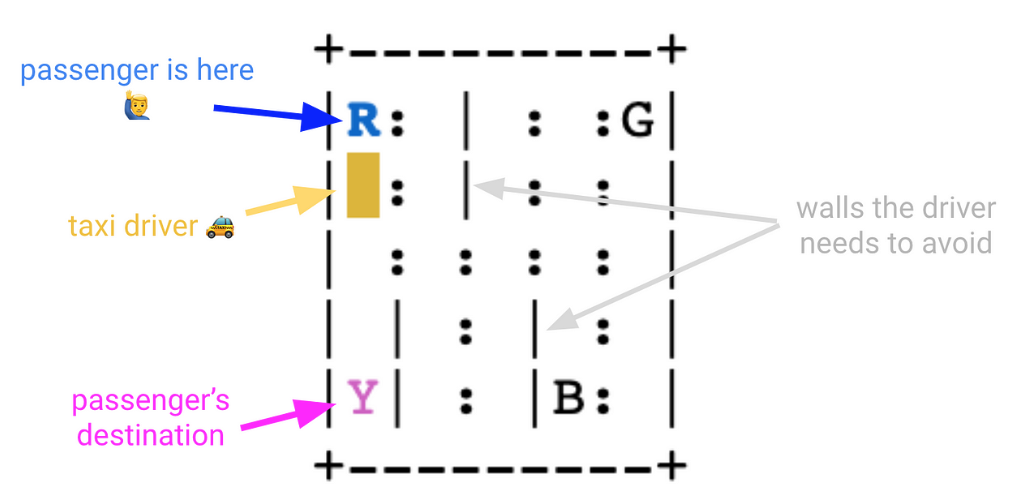 +---------+
passenger is here
|R: | : :G|
| : | : : |
taxi driver
walls the driver
needs to avoid
| : : : : |
| | : | : |
passenger's
destination
|Y| : |B: |
+---------+